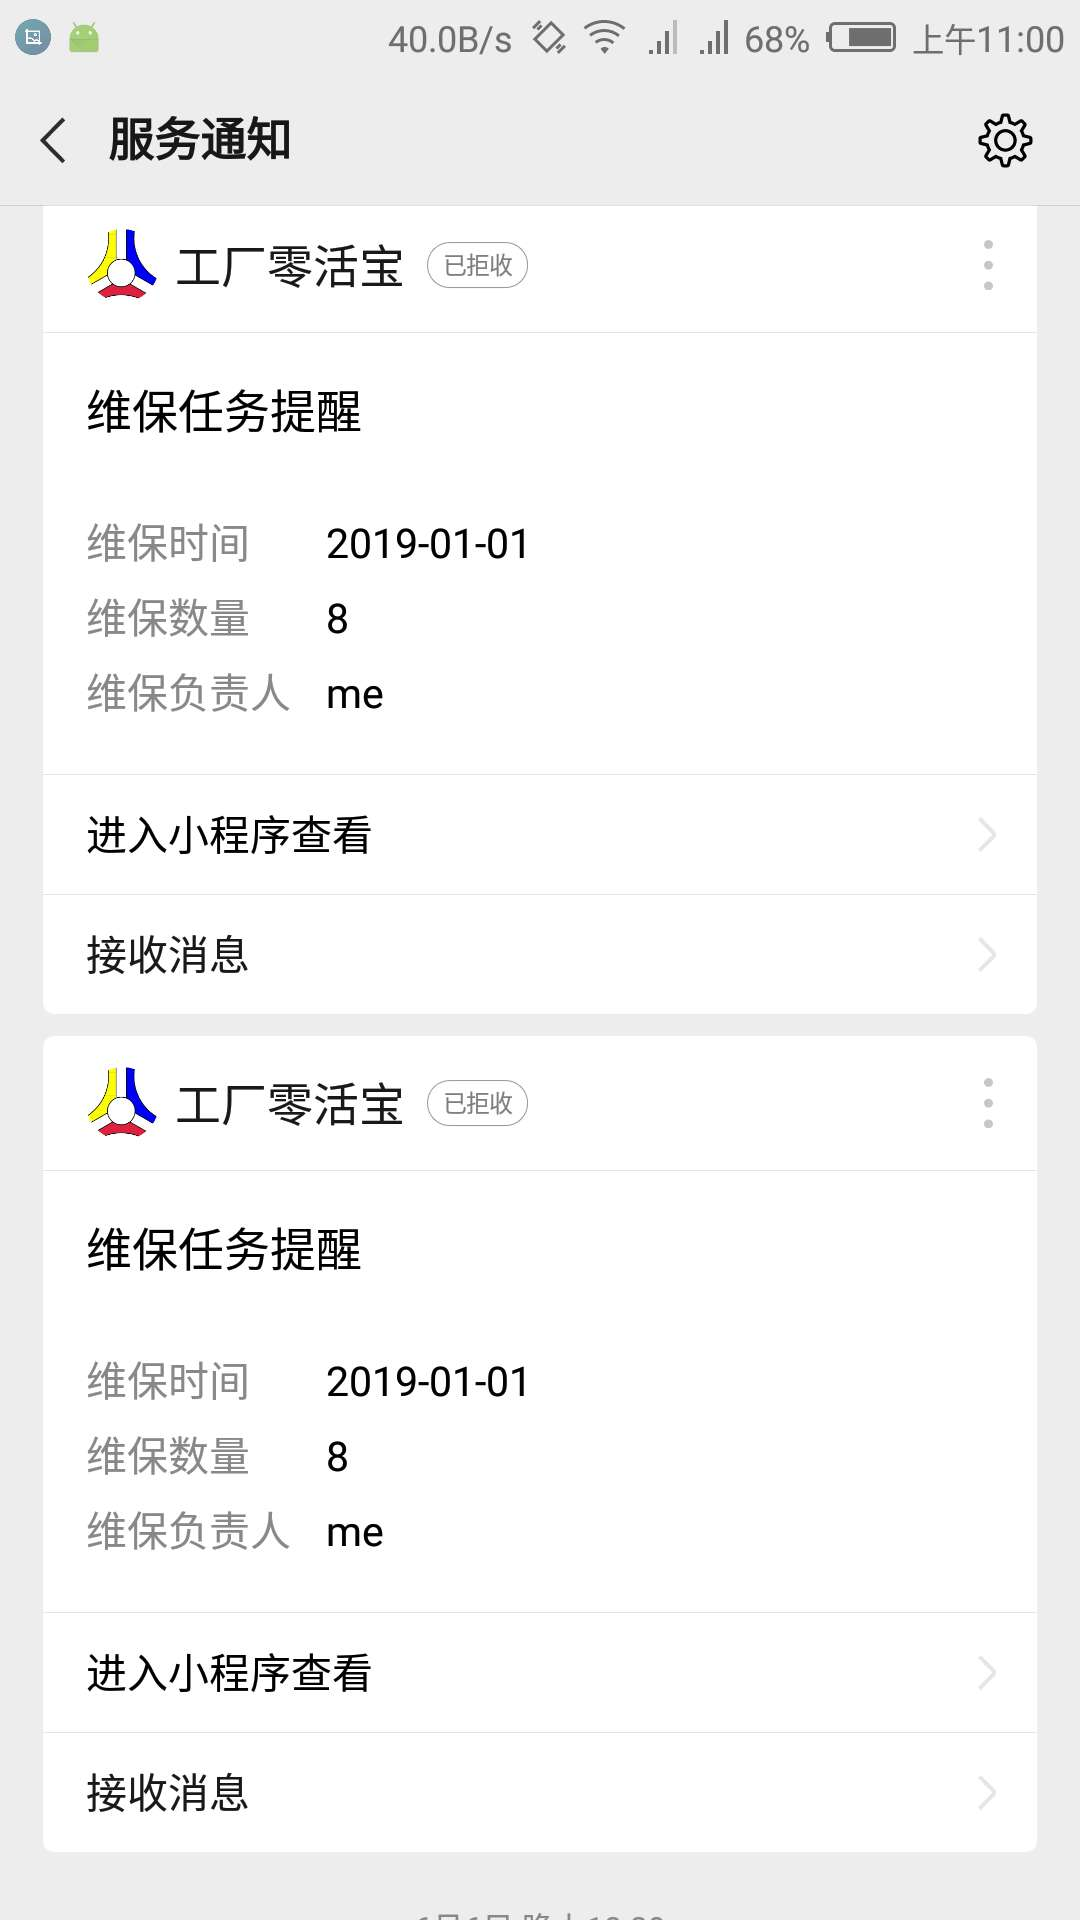 40.0B/s 68% 上午11:00
服务通知
工厂零活宝 已拒收
维保任务提醒
维保时间 2019-01-01
维保数量 8
维保负责人 me
进入小程序查看
接收消息
工厂零活宝 已拒收
维保任务提醒
维保时间 2019-01-01
维保数量 8
维保负责人 me
进入小程序查看
接收消息